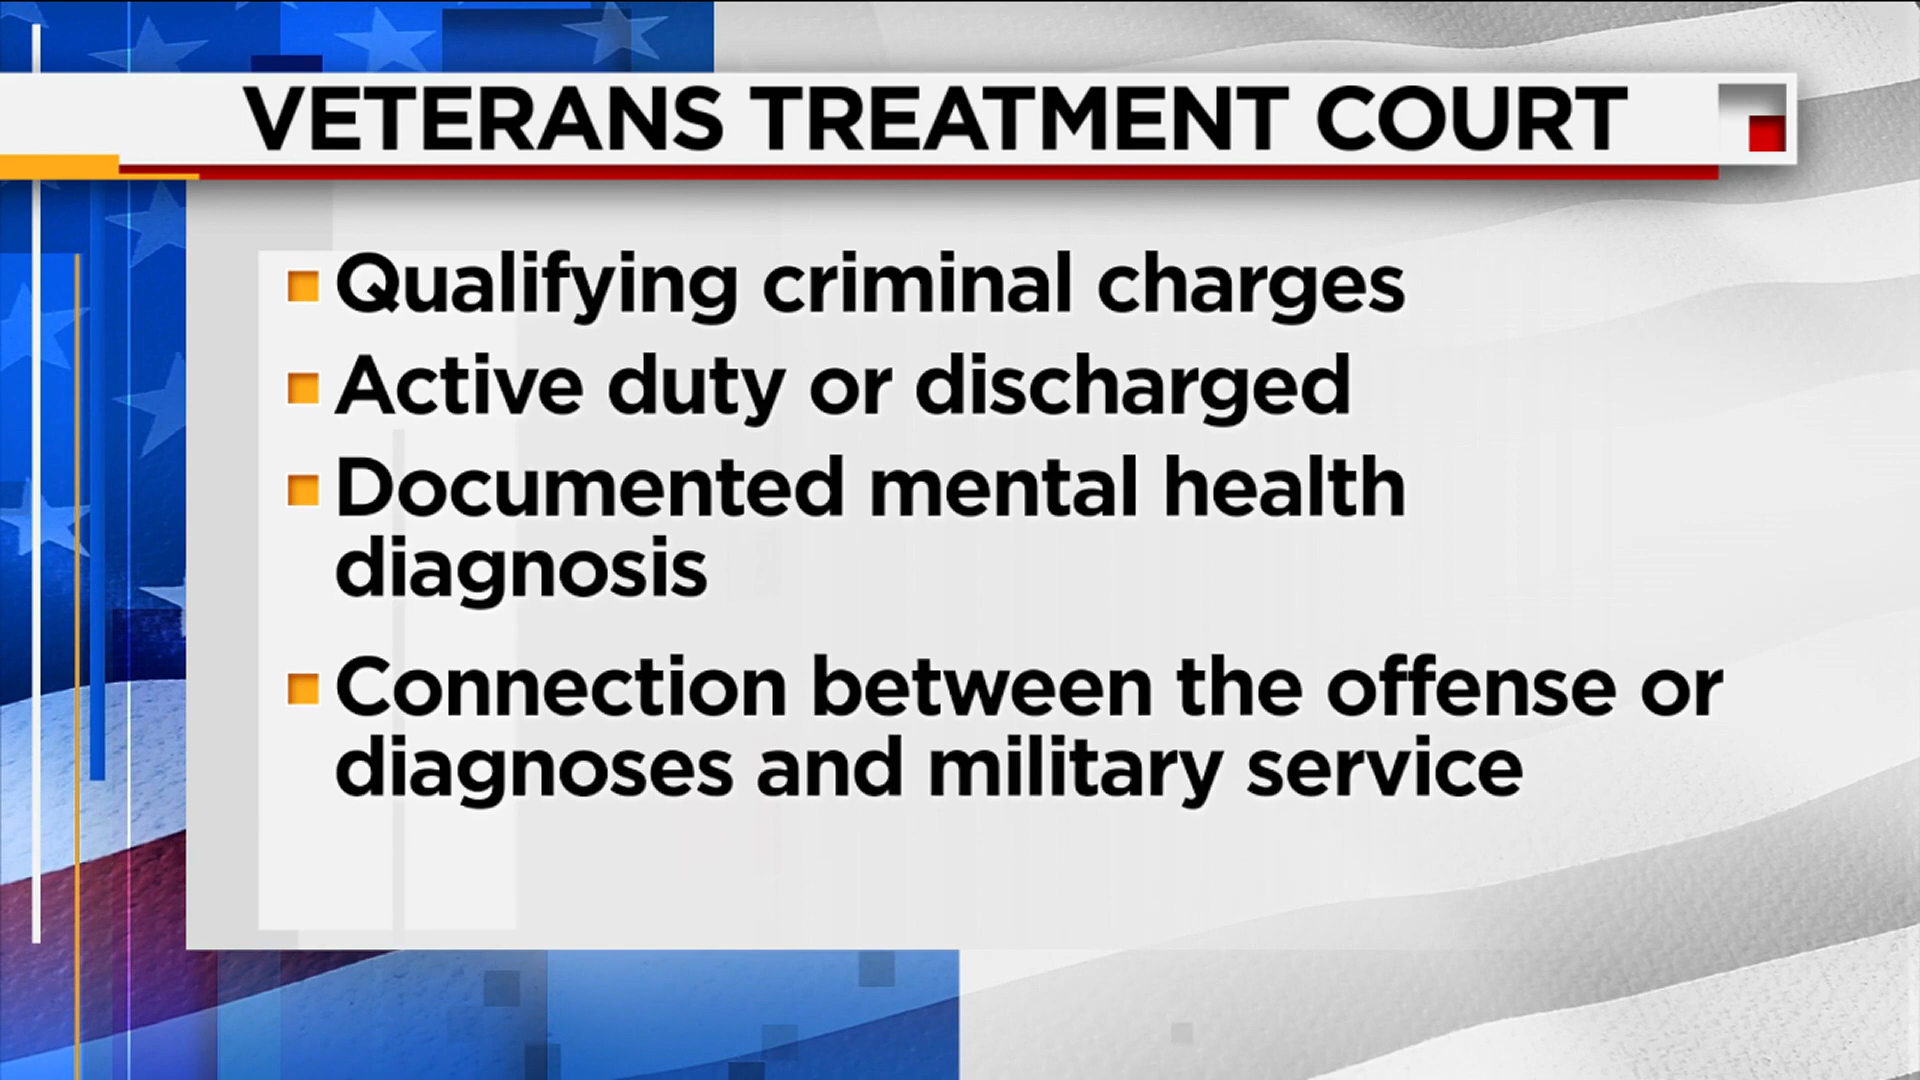 VETERANS TREATMENT COURT
Qualifying criminal charges
Active duty or discharged
Documented mental health
diagnosis
Connection between the offense or
diagnoses and military service